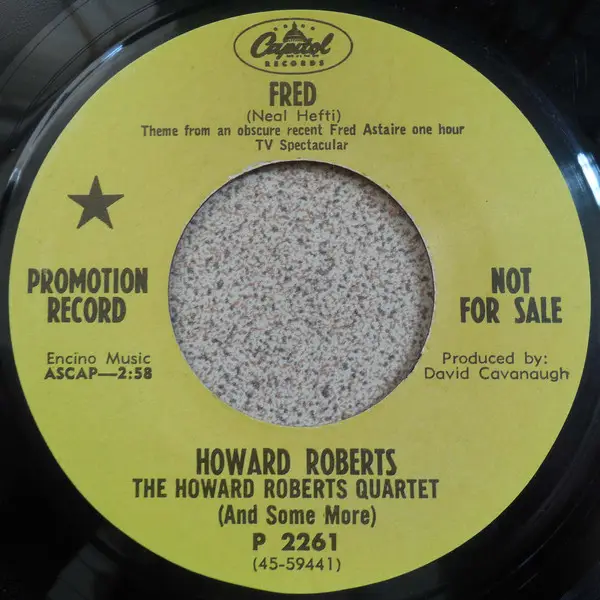 Capitol
RECORDS
FRED
(Neal Hefti)
Theme from an obscure recent Fred Astaire one hour
TV Spectacular
PROMOTION
RECORD
NOT
FOR SALE
Encino Music
ASCAP—2:58
Produced by:
David Cavanaugh
HOWARD ROBERTS
THE HOWARD ROBERTS QUARTET
(And Some More)
P 2261
(45-59441)